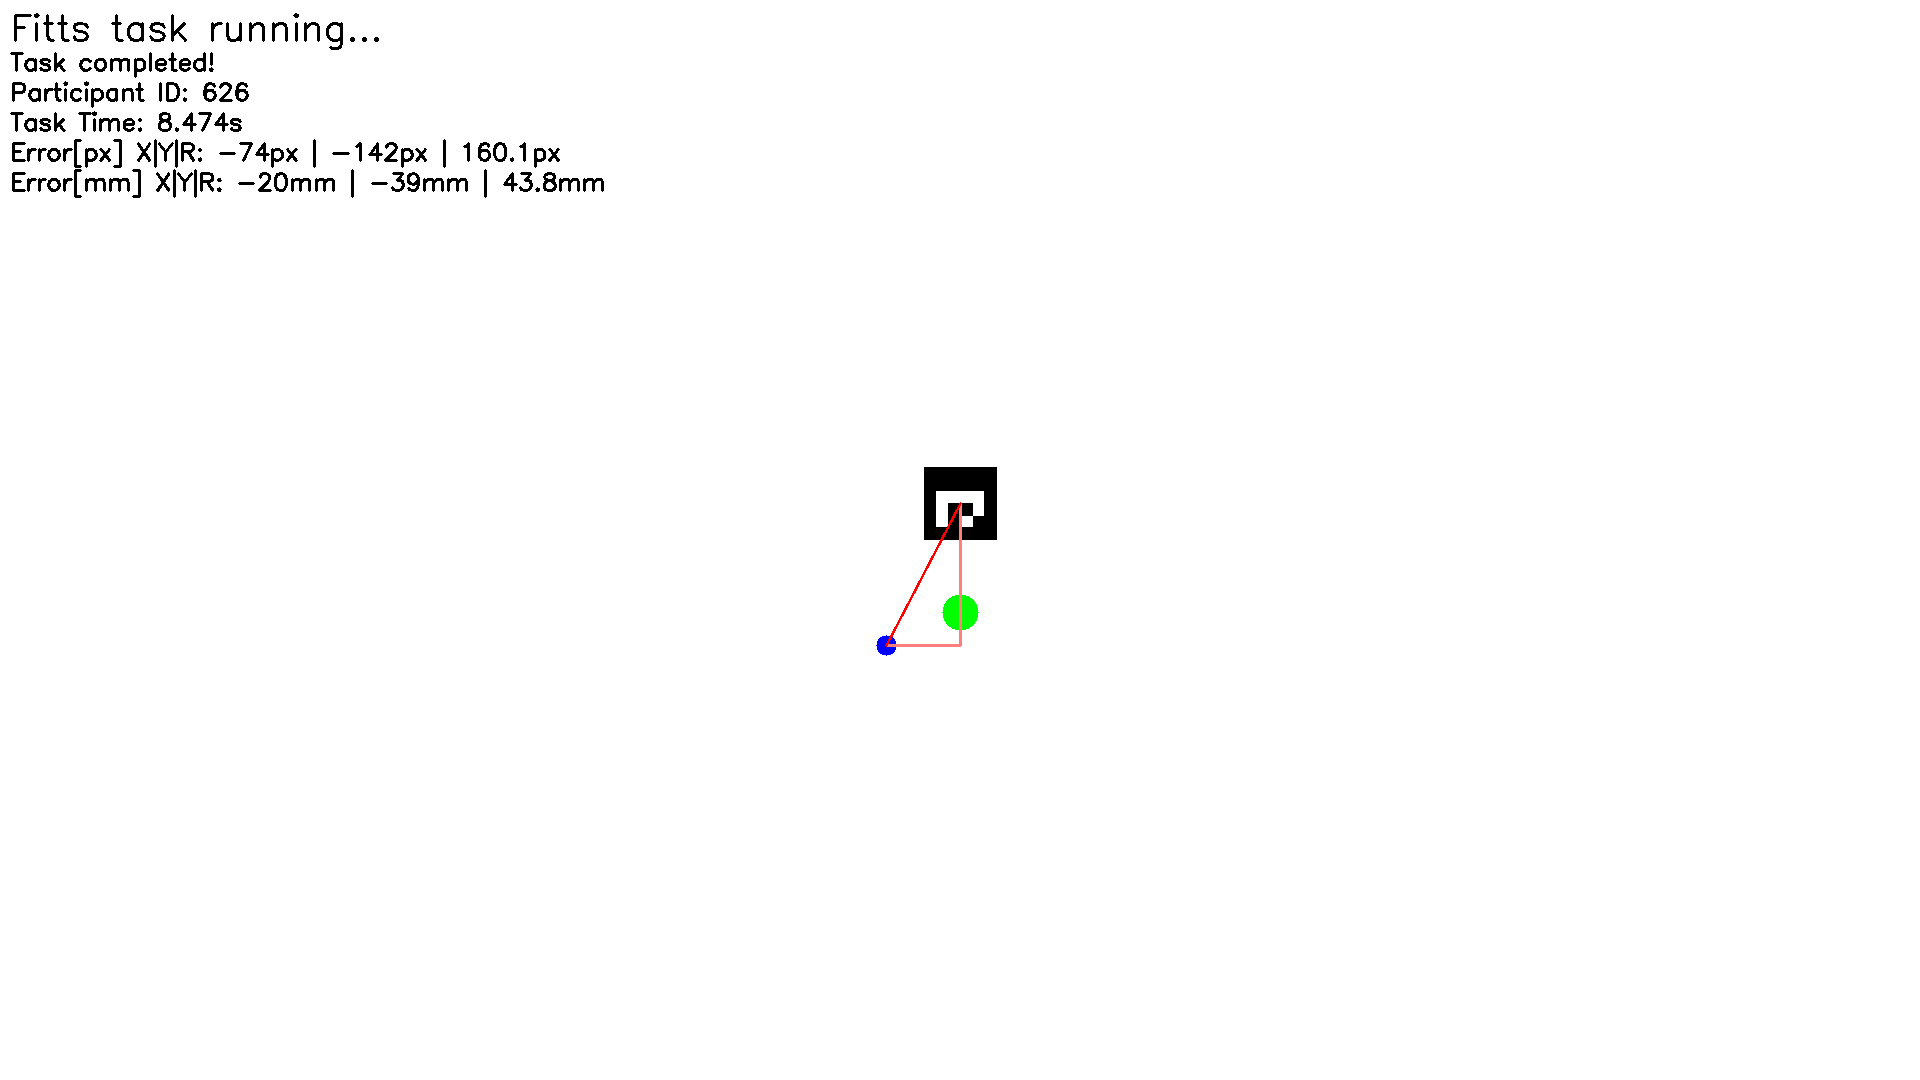 Fitts task running...
Task completed!
Participant ID: 626
Task Time: 8.474s
Error[px] X|Y|R: -74px | -142px | 160.1px
Error[mm] X|Y|R: -20mm | -39mm | 43.8mm